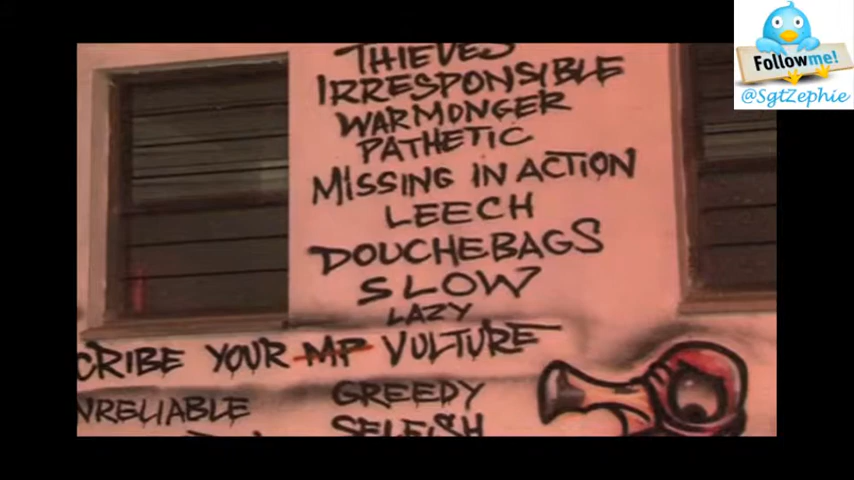 THIEVES
IRRESPONSIBLE
WARMONGER
PATHETIC
MISSING IN ACTION
LEECH
DOUCHEBAGS
SLOW
LAZY
CRIBE YOUR MP VULTURE
NRELIABLE GREEDY
SELFISH
Follow me!
@SgtZephie